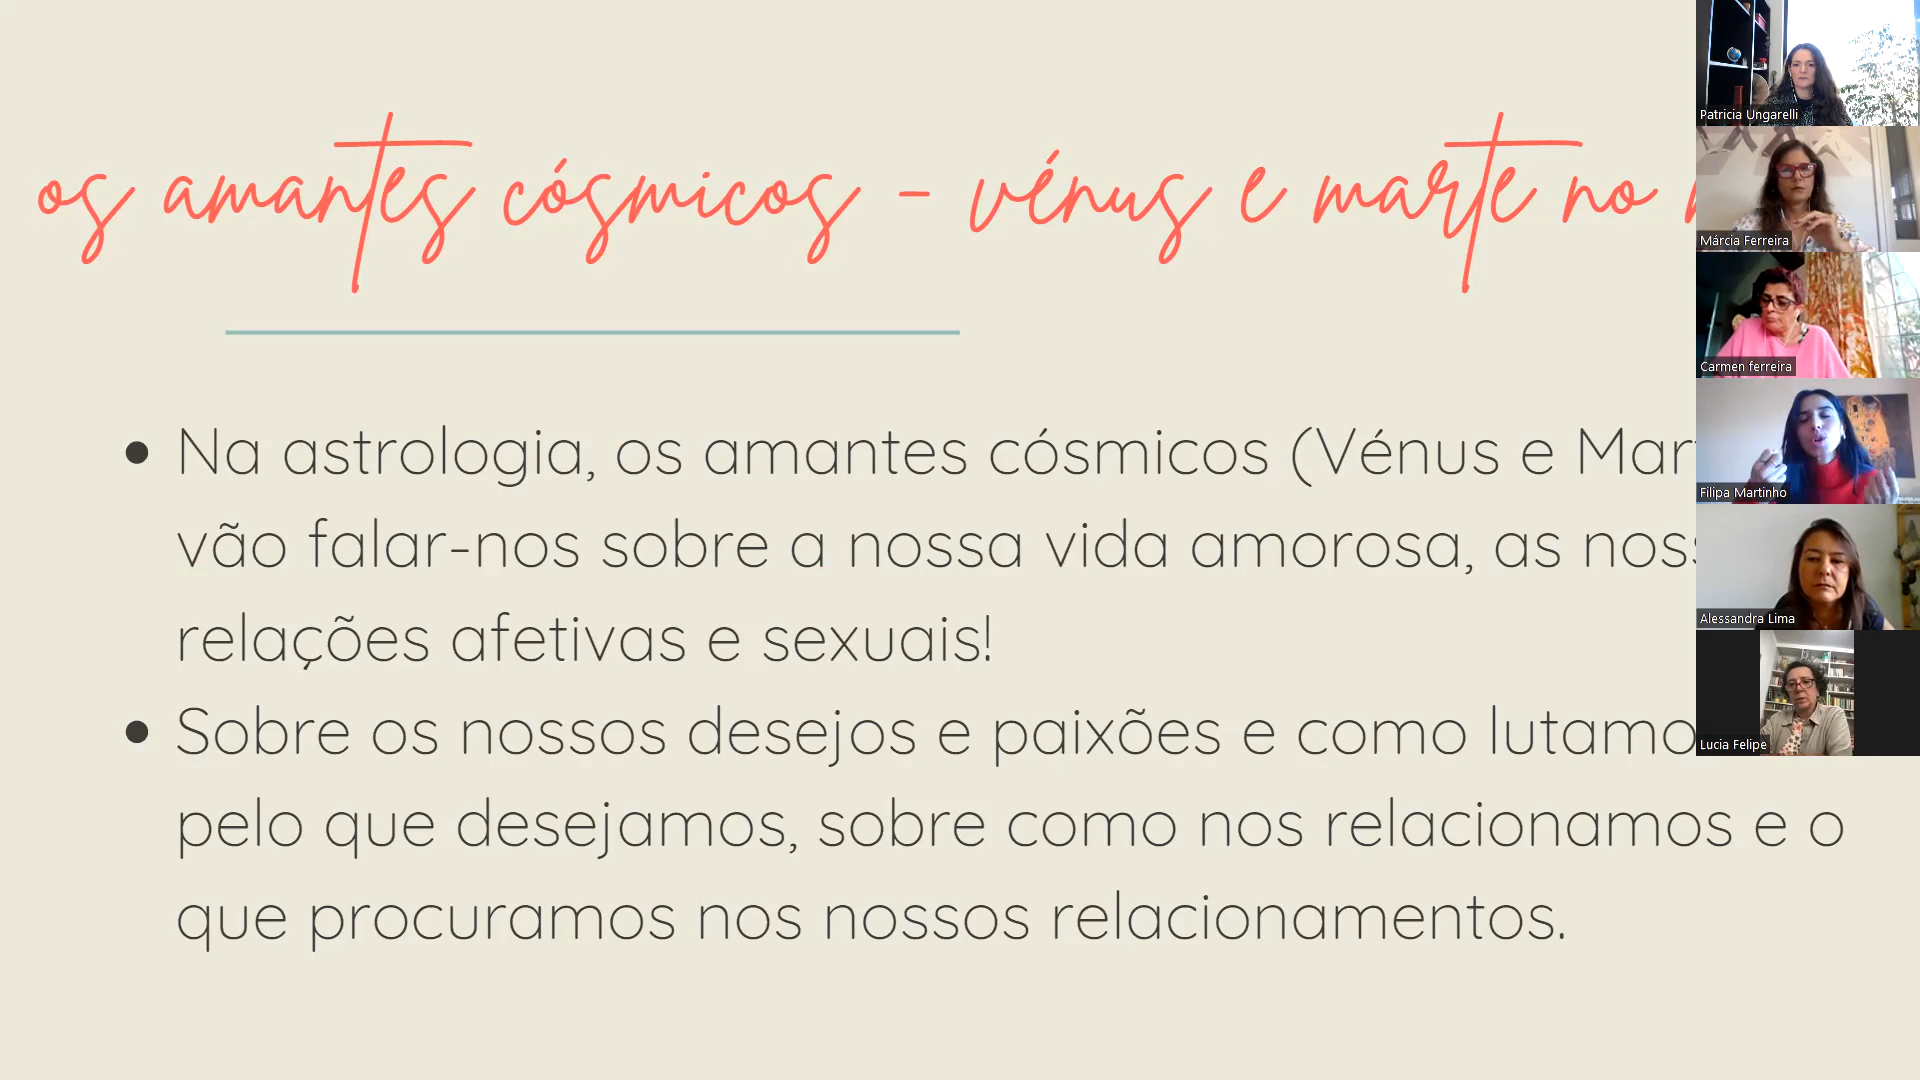 os amantes cósmicos - vénus e marte no
Na astrologia, os amantes cósmicos (Vénus e Mar
vão falar-nos sobre a nossa vida amorosa, as nos
relações afetivas e sexuais!
Sobre os nossos desejos e paixões e como lutamo
pelo que desejamos, sobre como nos relacionamos e o
que procuramos nos nossos relacionamentos.
Patricia Ungarelli
Márcia Ferreira
Carmen ferreira
Filipa Martinho
Alessandra Lima
Lucia Felipe